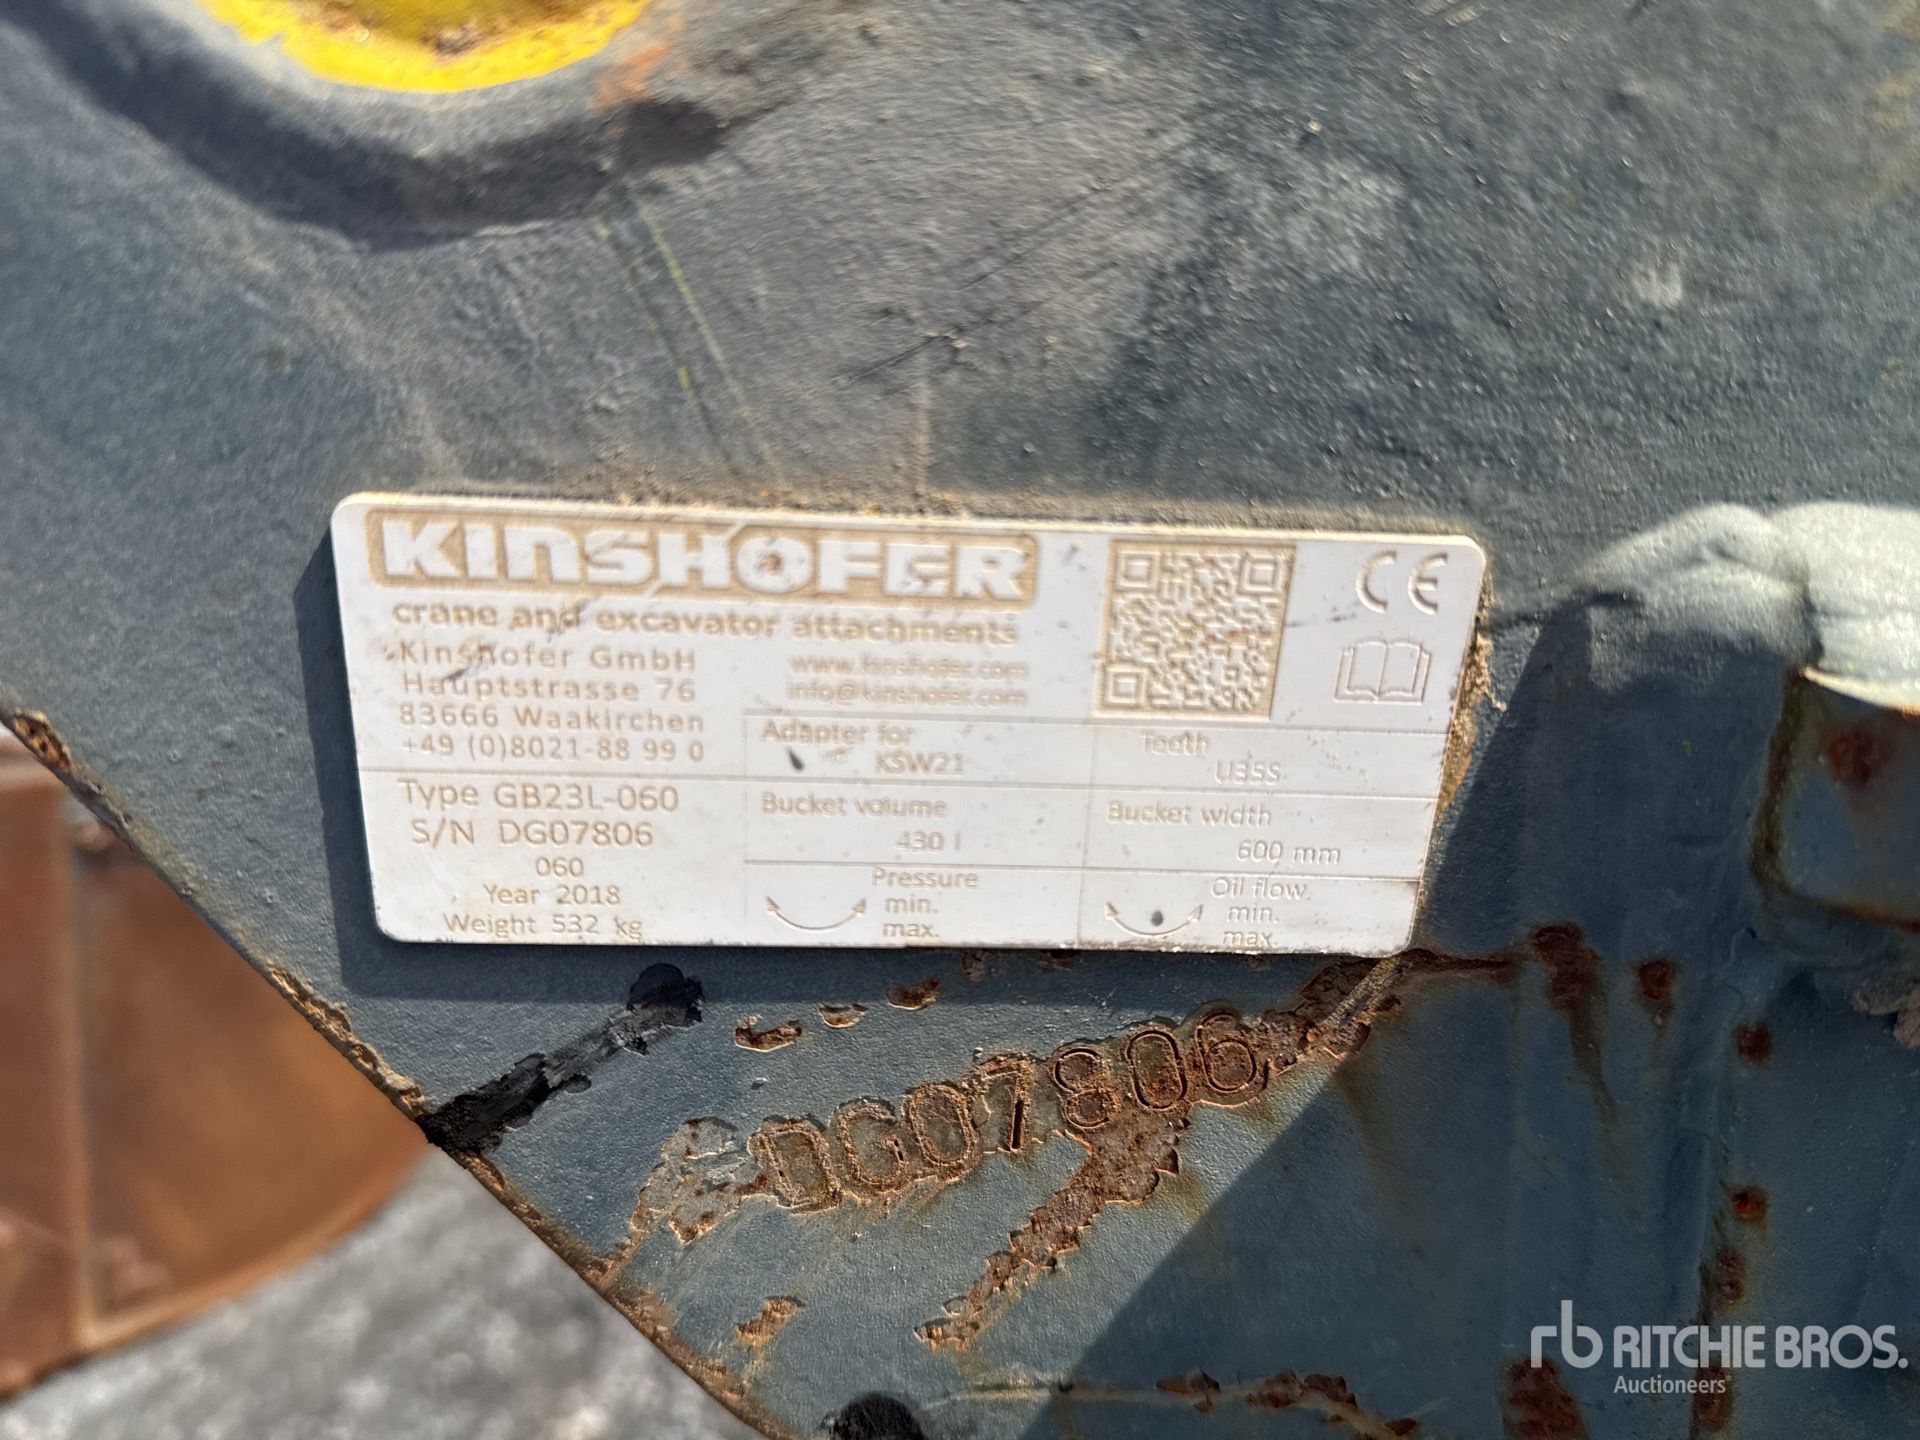 KINSHOFER
crane and excavator attachments
Kinshofer GmbH
Hauptstrasse 76
83666 Waakirchen
+49 (0)8021-88 99 0
www.kinshofer.com
info@kinshofer.com
CE
Type GB23L-060
S/N DG07806
060
Year 2018
Weight 532 kg
Adapter for
KSW21
Teeth
U35S
Bucket volume
430 l
Bucket width
600 mm
Pressure
min.
max.
Oil flow.
min.
max.
DG07806
rb RITCHIE BROS.
Auctioneers